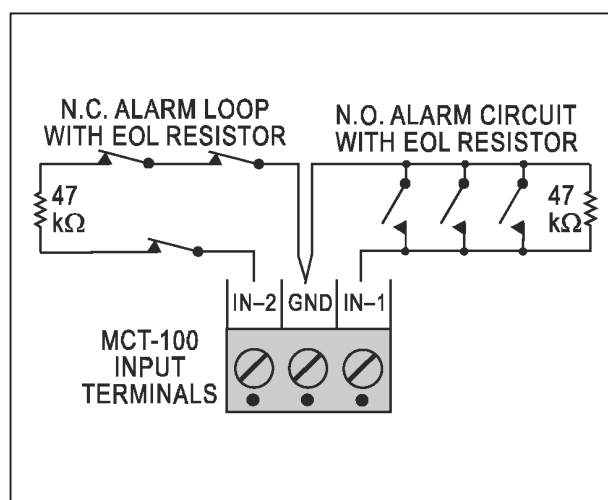 N.C. ALARM LOOP
WITH EOL RESISTOR
N.O. ALARM CIRCUIT
WITH EOL RESISTOR
47
kΩ
47
kΩ
IN–2 GND IN–1
MCT-100
INPUT
TERMINALS